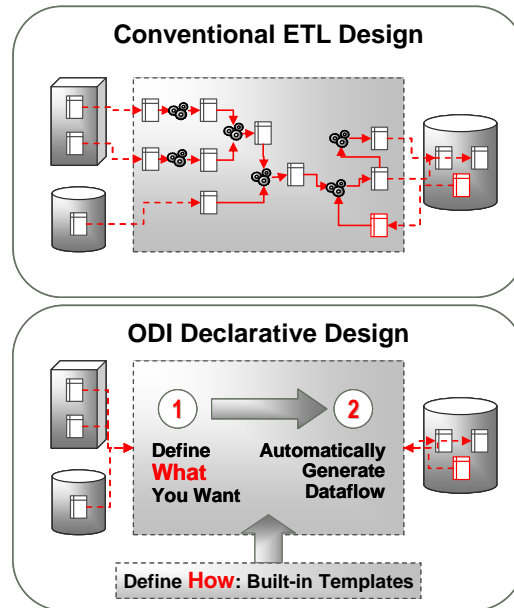 Conventional ETL Design
ODI Declarative Design
1
2
Define
What
You Want
Automatically
Generate
Dataflow
Define How: Built-in Templates